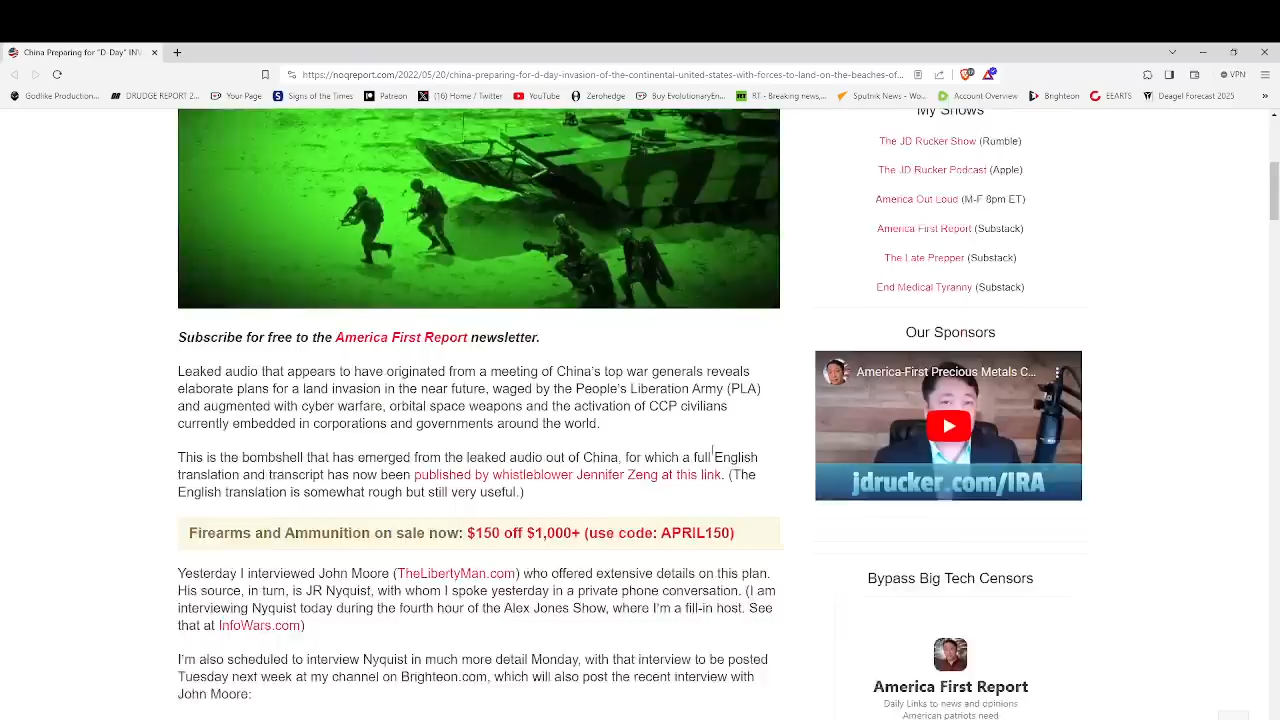 China Preparing for "D-Day" INV
https://noqreport.com/2022/05/20/china-preparing-for-d-day-invasion-of-the-continental-united-states-with-forces-to-land-on-the-beaches-of...
VPN
Godlike Production...
DRUDGE REPORT 2...
Your Page
Signs of the Times
Patreon
(16) Home / Twitter
YouTube
Zerohedge
Buy EvolutionaryEn...
RT - Breaking news,...
Sputnik News - Wo...
Account Overview
Brighteon
EEARTS
Deagel Forecast 2025
My Shows
The JD Rucker Show (Rumble)
The JD Rucker Podcast (Apple)
America Out Loud (M-F 8pm ET)
America First Report (Substack)
The Late Prepper (Substack)
End Medical Tyranny (Substack)
Subscribe for free to the America First Report newsletter.
Leaked audio that appears to have originated from a meeting of China's top war generals reveals
elaborate plans for a land invasion in the near future, waged by the People's Liberation Army (PLA)
and augmented with cyber warfare, orbital space weapons and the activation of CCP civilians
currently embedded in corporations and governments around the world.
This is the bombshell that has emerged from the leaked audio out of China, for which a full English
translation and transcript has now been published by whistleblower Jennifer Zeng at this link. (The
English translation is somewhat rough but still very useful.)
Firearms and Ammunition on sale now: $150 off $1,000+ (use code: APRIL150)
Yesterday I interviewed John Moore (TheLibertyMan.com) who offered extensive details on this plan.
His source, in turn, is JR Nyquist, with whom I spoke yesterday in a private phone conversation. (I am
interviewing Nyquist today during the fourth hour of the Alex Jones Show, where I'm a fill-in host. See
that at InfoWars.com)
I'm also scheduled to interview Nyquist in much more detail Monday, with that interview to be posted
Tuesday next week at my channel on Brighteon.com, which will also post the recent interview with
John Moore:
Our Sponsors
America-First Precious Metals C...
jdrucker.com/IRA
Bypass Big Tech Censors
America First Report
Daily Links to news and opinions
American patriots need